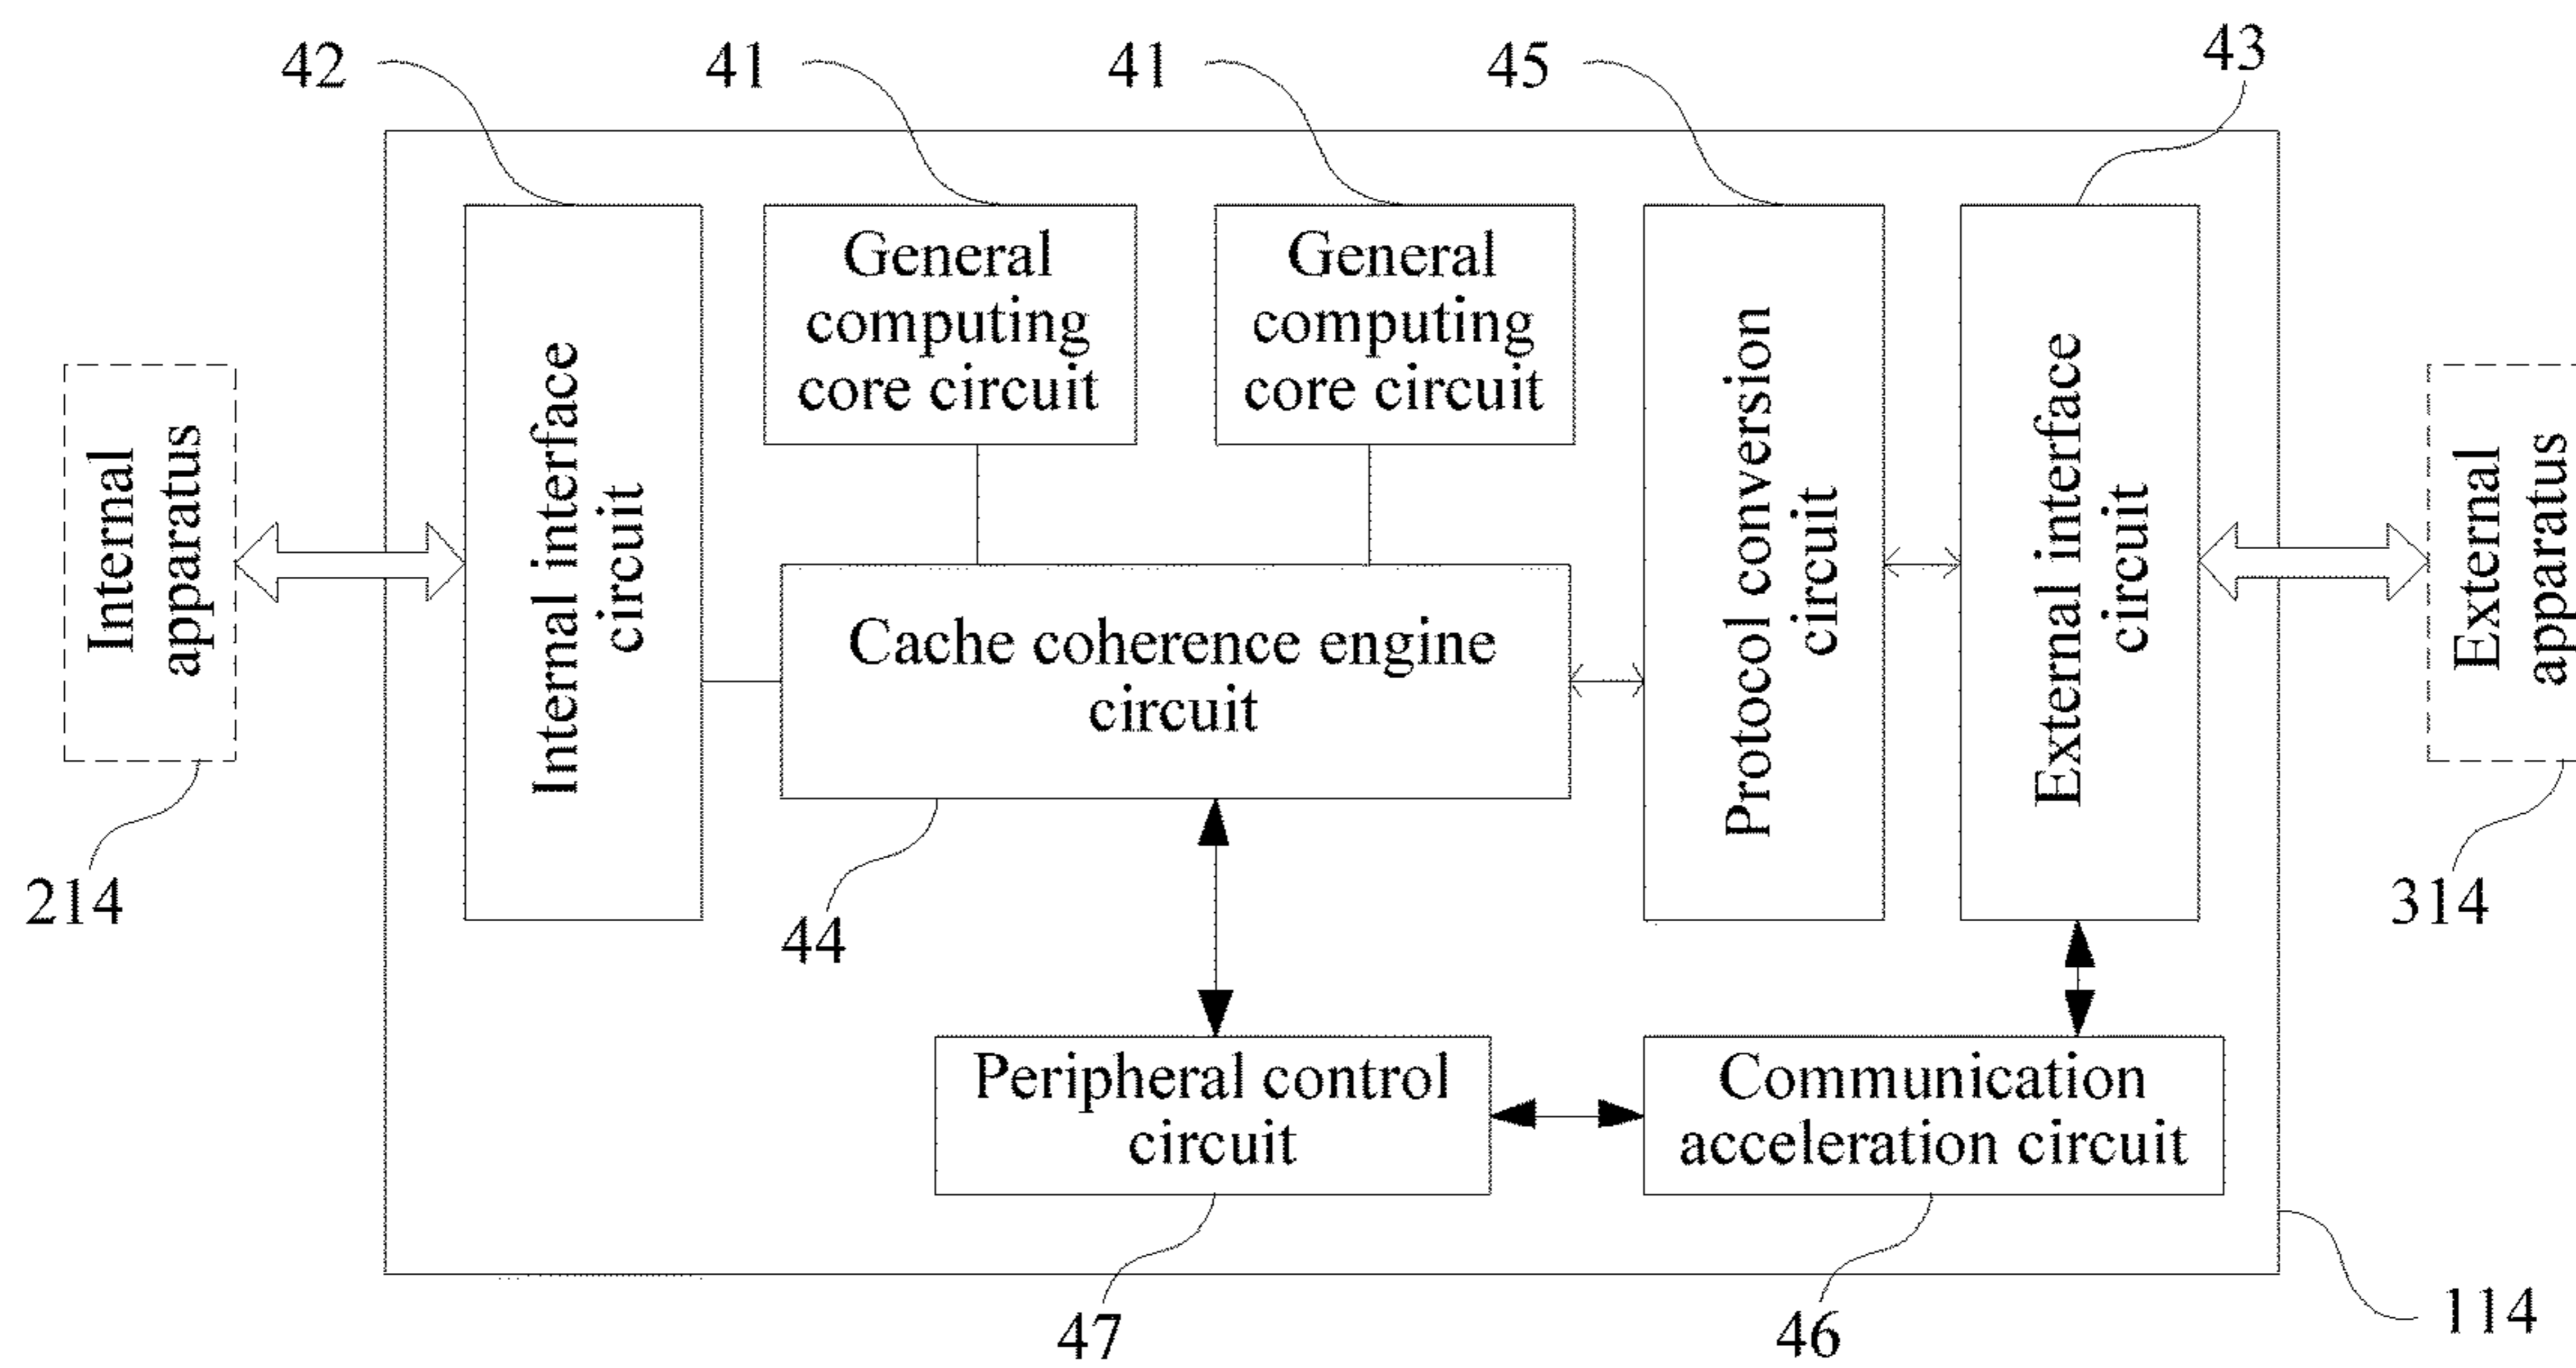 42
41
41
45
43
General
computing
core circuit
General
computing
core circuit
Internal
apparatus
Internal interface
circuit
Cache coherence engine
circuit
Protocol conversion
circuit
External interface
circuit
External
apparatus
214
44
314
Peripheral control
circuit
Communication
acceleration circuit
47
46
114